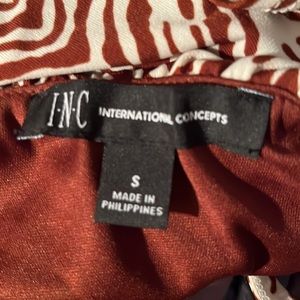 I·N·C INTERNATIONAL CONCEPTS
S
MADE IN
PHILIPPINES